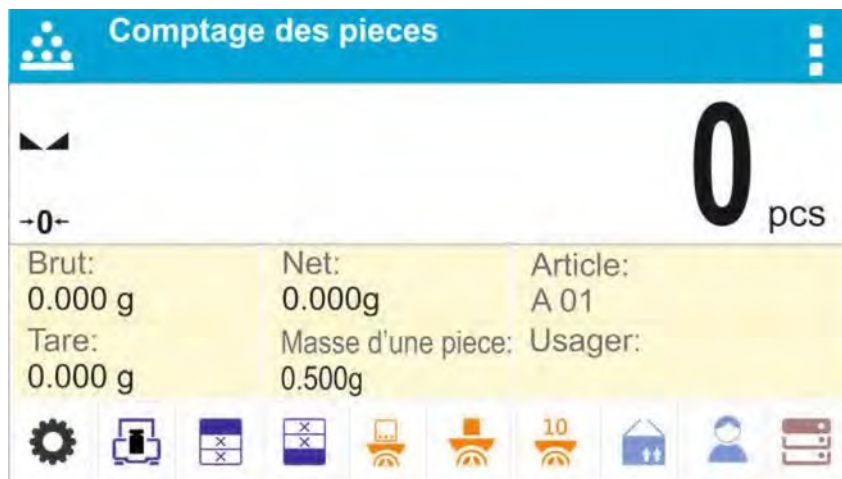 Comptage des pieces
0 pcs
→0←
Brut: Net: Article:
0.000 g 0.000g A 01
Tare: Masse d'une piece: Usager:
0.000 g 0.500g
10